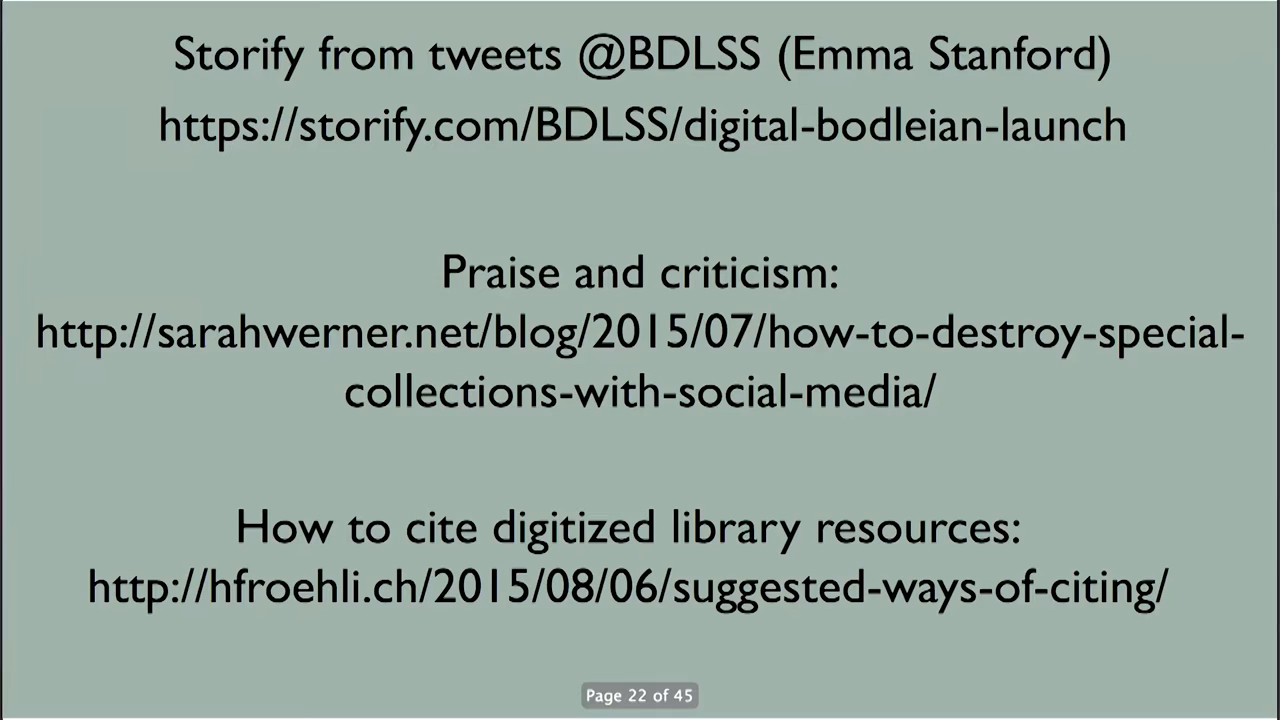 Storify from tweets @BDLSS (Emma Stanford)
https://storify.com/BDLSS/digital-bodleian-launch
Praise and criticism:
http://sarahwerner.net/blog/2015/07/how-to-destroy-special-
collections-with-social-media/
How to cite digitized library resources:
http://hfroehli.ch/2015/08/06/suggested-ways-of-citing/
Page 22 of 45